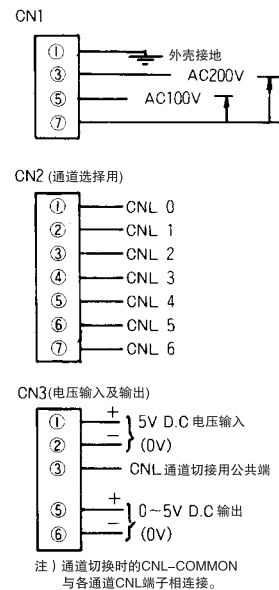 CN1
① 外壳接地
③ AC200V
⑤ AC100V
⑦
CN2 (通道选择用)
① CNL 0
② CNL 1
③ CNL 2
④ CNL 3
⑤ CNL 4
⑥ CNL 5
⑦ CNL 6
CN3(电压输入及输出)
① + 5V D.C 电压输入
② − (0V)
③ CNL通道切换用公共端
⑤ + 0～5V D.C 输出
⑥ − (0V)
注）通道切换时的CNL-COMMON
与各通道CNL端子相连接。